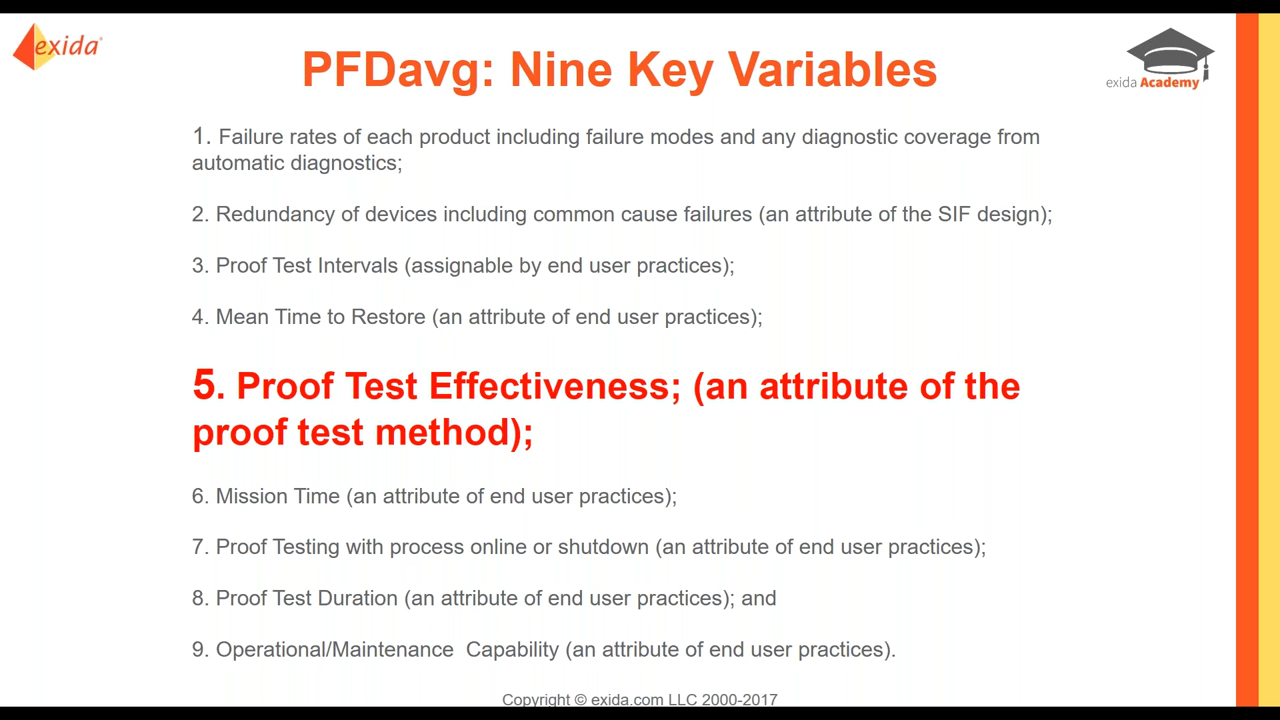 exida®
PFDavg: Nine Key Variables
exida Academy
1. Failure rates of each product including failure modes and any diagnostic coverage from
automatic diagnostics;
2. Redundancy of devices including common cause failures (an attribute of the SIF design);
3. Proof Test Intervals (assignable by end user practices);
4. Mean Time to Restore (an attribute of end user practices);
5. Proof Test Effectiveness; (an attribute of the
proof test method);
6. Mission Time (an attribute of end user practices);
7. Proof Testing with process online or shutdown (an attribute of end user practices);
8. Proof Test Duration (an attribute of end user practices); and
9. Operational/Maintenance  Capability (an attribute of end user practices).
Copyright © exida.com LLC 2000-2017